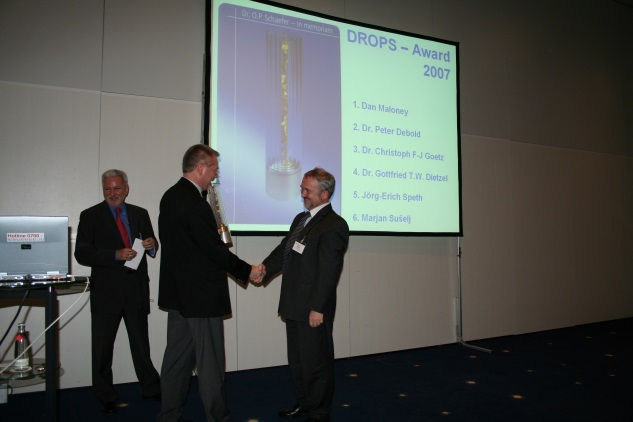 Dr. O.P. Schaefer – in memoriam
DROPS – Award
2007
1. Dan Maloney
2. Dr. Peter Debold
3. Dr. Christoph F-J Goetz
4. Dr. Gottfried T.W. Dietzel
5. Jörg-Erich Speth
6. Marjan Sušelj
Hotline 6760